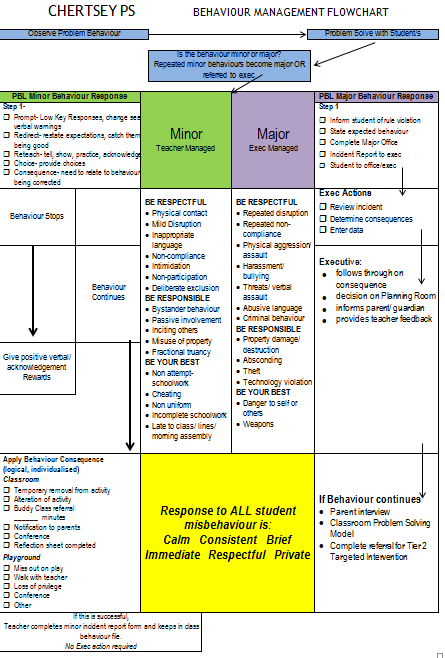 CHERTSEY PS
BEHAVIOUR MANAGEMENT FLOWCHART
Observe Problem Behaviour
Problem Solve with Student/s
Is the behaviour minor or major?
Repeated minor behaviours become major OR
referred to exec
PBL Minor Behaviour Response
Step 1-
Prompt- Low Key Responses, change sea
verbal warnings
Redirect- restate expectations, catch them
being good
Reteach- tell, show, practice, acknowledge
Choice- provide choices
Consequence- need to relate to behaviour
being corrected
Minor
Teacher Managed
Major
Exec Managed
PBL Major Behaviour Response
Step 1
Inform student of rule violation
State expected behaviour
Complete Major Office
Incident Report to exec
Student to office/exec
Behaviour Stops
Behaviour
Continues
Give positive verbal/
acknowledgement
Rewards
BE RESPECTFUL
Physical contact
Mild Disruption
Inappropriate
language
Non-compliance
Intimidation
Non-participation
Deliberate exclusion
BE RESPONSIBLE
Bystander behaviour
Passive involvement
Inciting others
Misuse of property
Fractional truancy
BE YOUR BEST
Non attempt-
schoolwork
Cheating
Non uniform
Incomplete schoolwork
Late to class/ lines/
morning assembly
BE RESPECTFUL
Repeated disruption
Repeated non-
compliance
Physical aggression/
assault
Harassment/
bullying
Threats/ verbal
assault
Abusive language
Criminal behaviour
BE RESPONSIBLE
Property damage/
destruction
Absconding
Theft
Technology violation
BE YOUR BEST
Danger to self or
others
Weapons
Exec Actions
Review incident
Determine consequences
Enter data
Executive:
follows through on
consequence
decision on Planning Room
informs parent/ guardian
provides teacher feedback
Apply Behaviour Consequence
(logical, individualised)
Classroom
Temporary removal from activity
Alteration of activity
Buddy Class referral
______ minutes
Notification to parents
Conference
Reflection sheet completed
Playground
Miss out on play
Walk with teacher
Loss of privilege
Conference
Other
Response to ALL student
misbehaviour is:
Calm Consistent Brief
Immediate Respectful Private
If Behaviour continues
Parent interview
Classroom Problem Solving
Model
Complete referral for Tier 2
Targeted Intervention
If this is successful,
Teacher completes minor incident report form and keeps in class
behaviour file.
No Exec action required